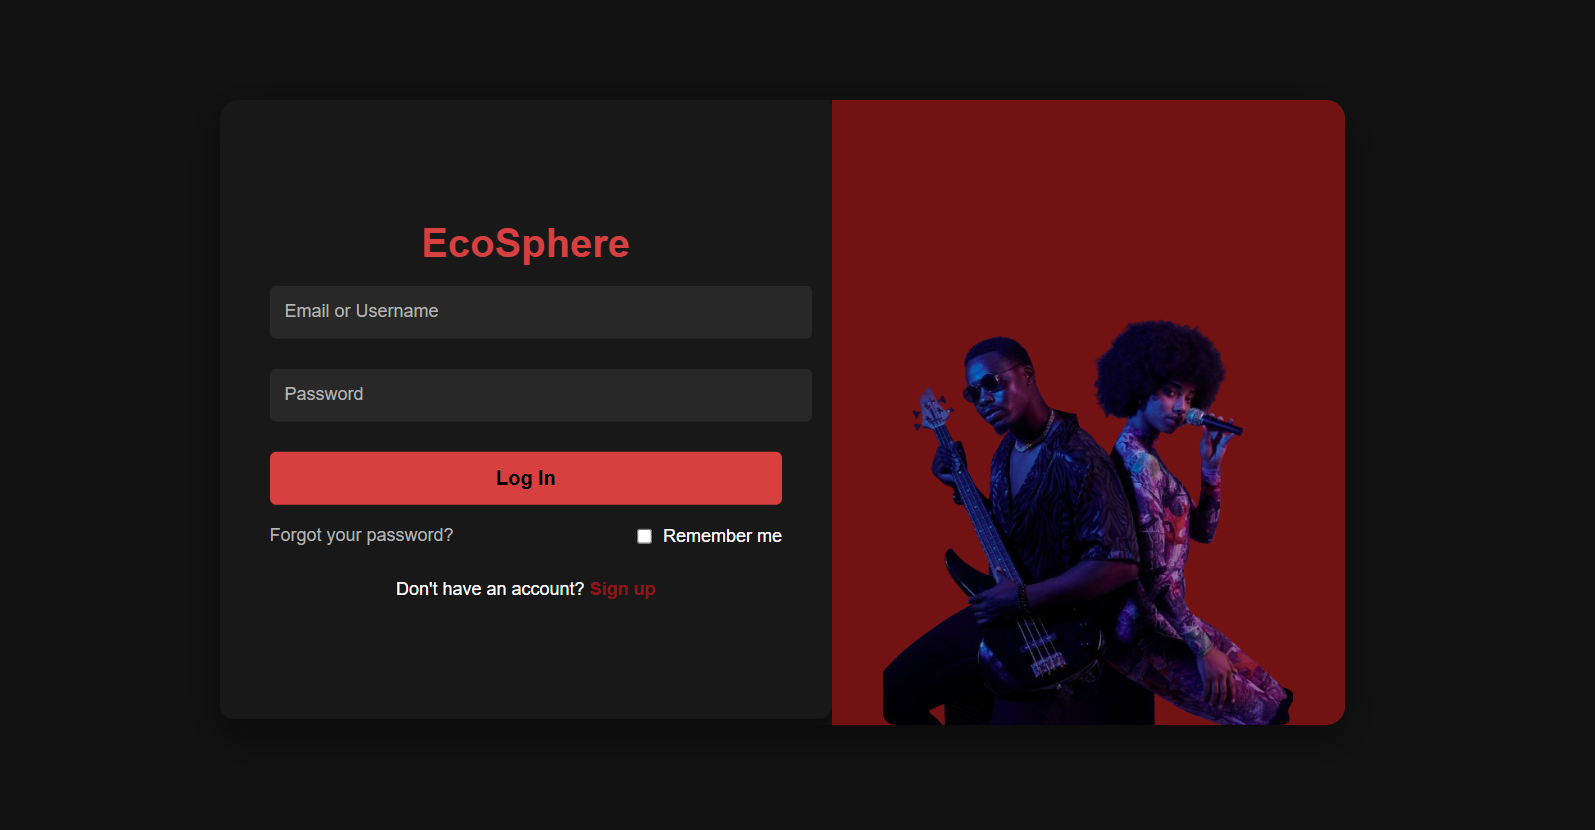 EcoSphere
Email or Username
Password
Log In
Forgot your password? Remember me
Don't have an account? Sign up